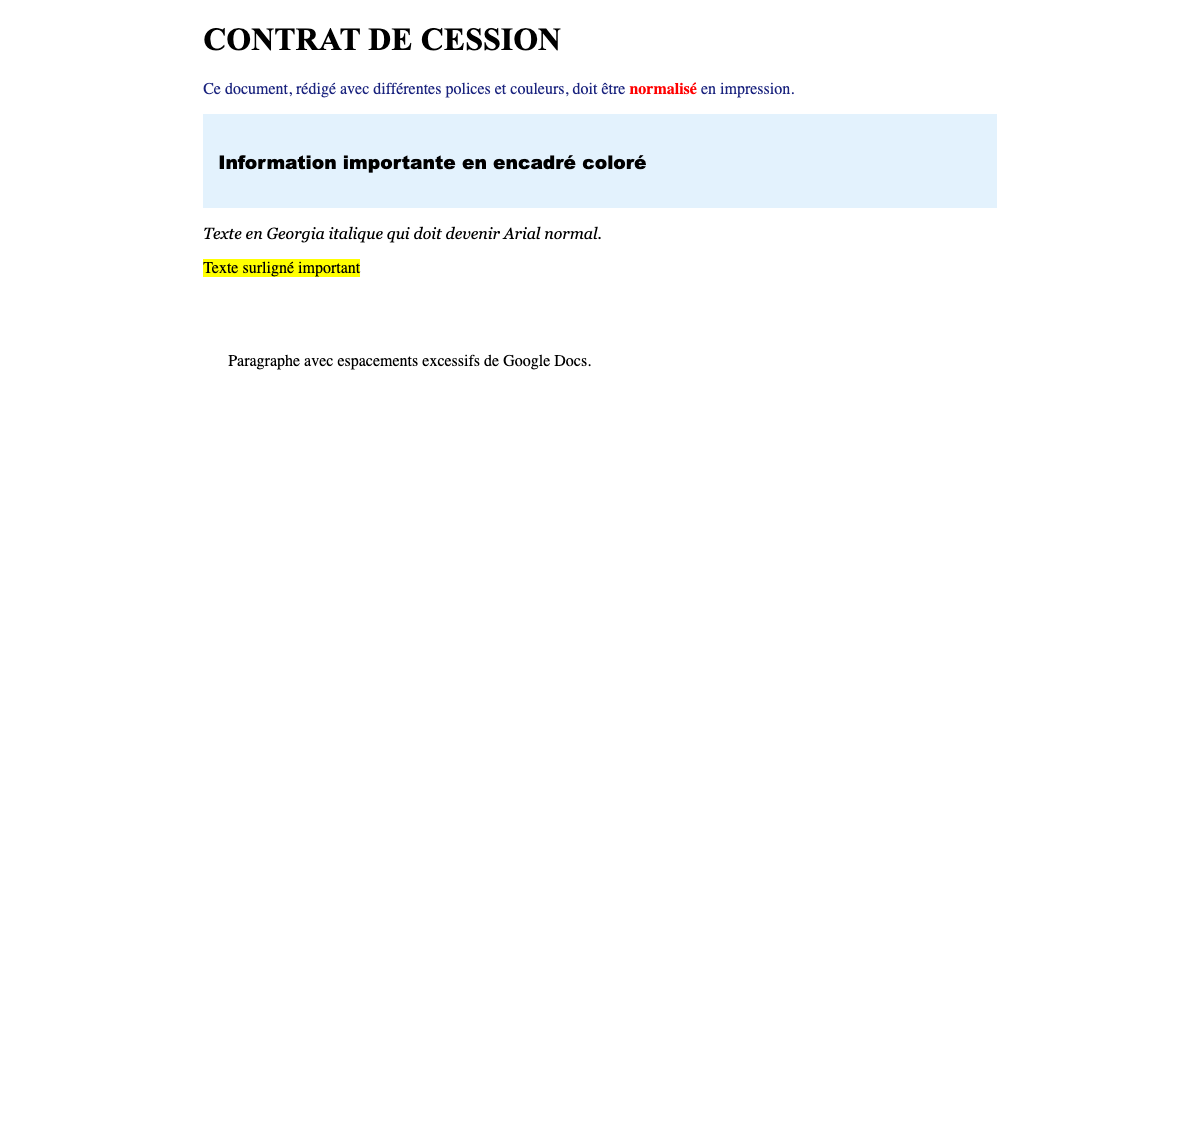 CONTRAT DE CESSION
Ce document, rédigé avec différentes polices et couleurs, doit être normalisé en impression.
Information importante en encadré coloré
Texte en Georgia italique qui doit devenir Arial normal.
Texte surligné important
Paragraphe avec espacements excessifs de Google Docs.